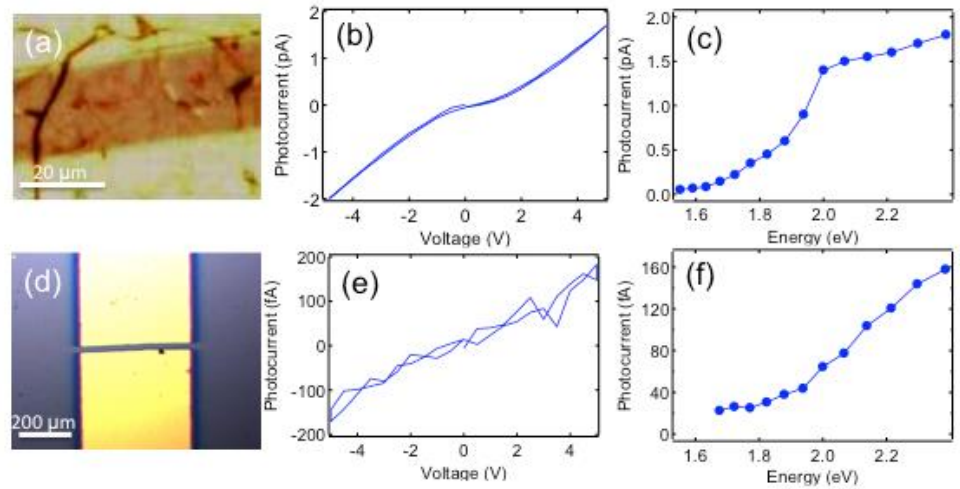 (a)
20 µm
(b)
Photocurrent (pA)
2
1
0
-1
-2
-4
-2
0
2
4
Voltage (V)
(c)
Photocurrent (pA)
2.0
1.5
1.0
0.5
0.0
1.6
1.8
2.0
2.2
Energy (eV)
(d)
200 µm
(e)
Photocurrent (fA)
200
100
0
-100
-200
-4
-2
0
2
4
Voltage (V)
(f)
Photocurrent (fA)
160
120
80
40
0
1.6
1.8
2.0
2.2
Energy (eV)